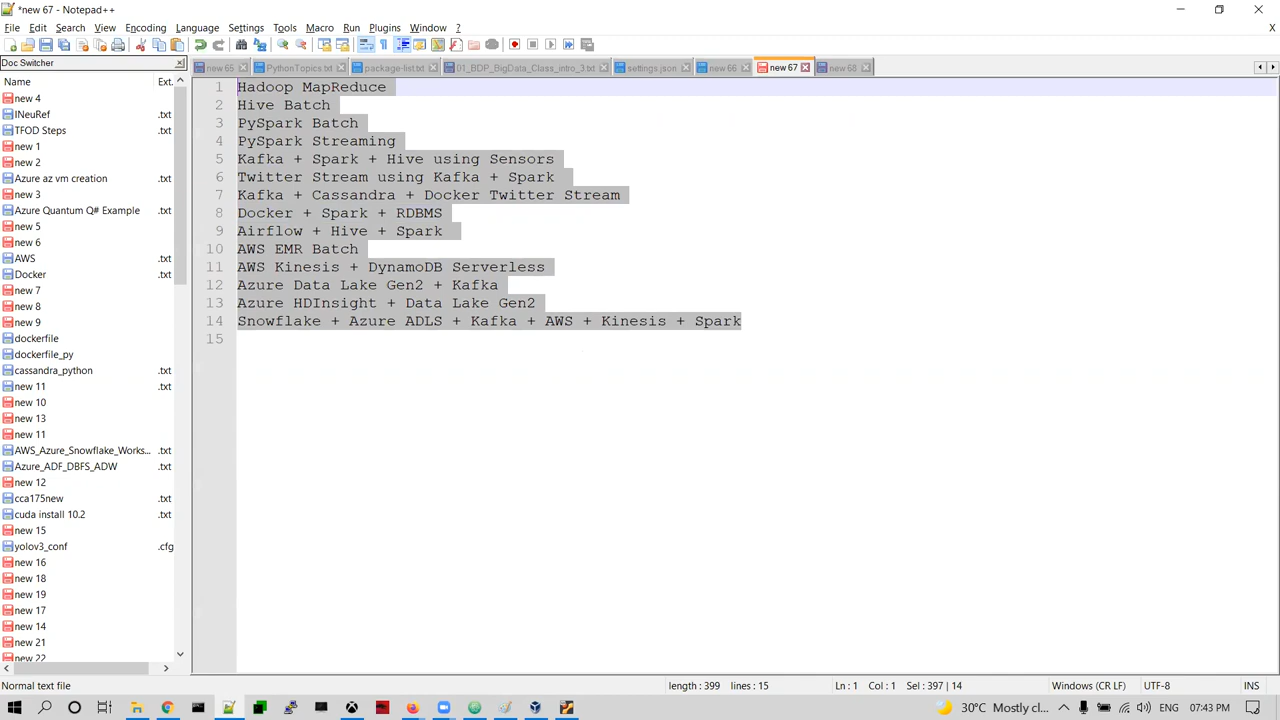 *new 67 - Notepad++
File Edit Search View Encoding Language Settings Tools Macro Run Plugins Window ? X
Doc Switcher
new 65 PythonTopics.txt package-list.txt 01_BDP_BigData_Class_intro_3.txt settings.json new 66 new 67 new 68
Name Ext.
new 4
INeuRef .txt
TFOD Steps .txt
new 1
new 2
Azure az vm creation .txt
new 3
Azure Quantum Q# Example .txt
new 5
new 6
AWS .txt
Docker .txt
new 7
new 8
new 9
dockerfile
dockerfile_py
cassandra_python .txt
new 11 .txt
new 10
new 13
new 11
AWS_Azure_Snowflake_Works... .txt
Azure_ADF_DBFS_ADW .txt
new 12
cca175new .txt
cuda install 10.2 .txt
new 15
yolov3_conf .cfg
new 16
new 18
new 19
new 17
new 14
new 21
new 22
1 Hadoop MapReduce
2 Hive Batch
3 PySpark Batch
4 PySpark Streaming
5 Kafka + Spark + Hive using Sensors
6 Twitter Stream using Kafka + Spark
7 Kafka + Cassandra + Docker Twitter Stream
8 Docker + Spark + RDBMS
9 Airflow + Hive + Spark
10 AWS EMR Batch
11 AWS Kinesis + DynamoDB Serverless
12 Azure Data Lake Gen2 + Kafka
13 Azure HDInsight + Data Lake Gen2
14 Snowflake + Azure ADLS + Kafka + AWS + Kinesis + Spark
15
Normal text file length : 399 lines : 15 Ln : 1 Col : 1 Sel : 397 | 14 Windows (CR LF) UTF-8 INS
30°C Mostly cl... ENG 07:43 PM